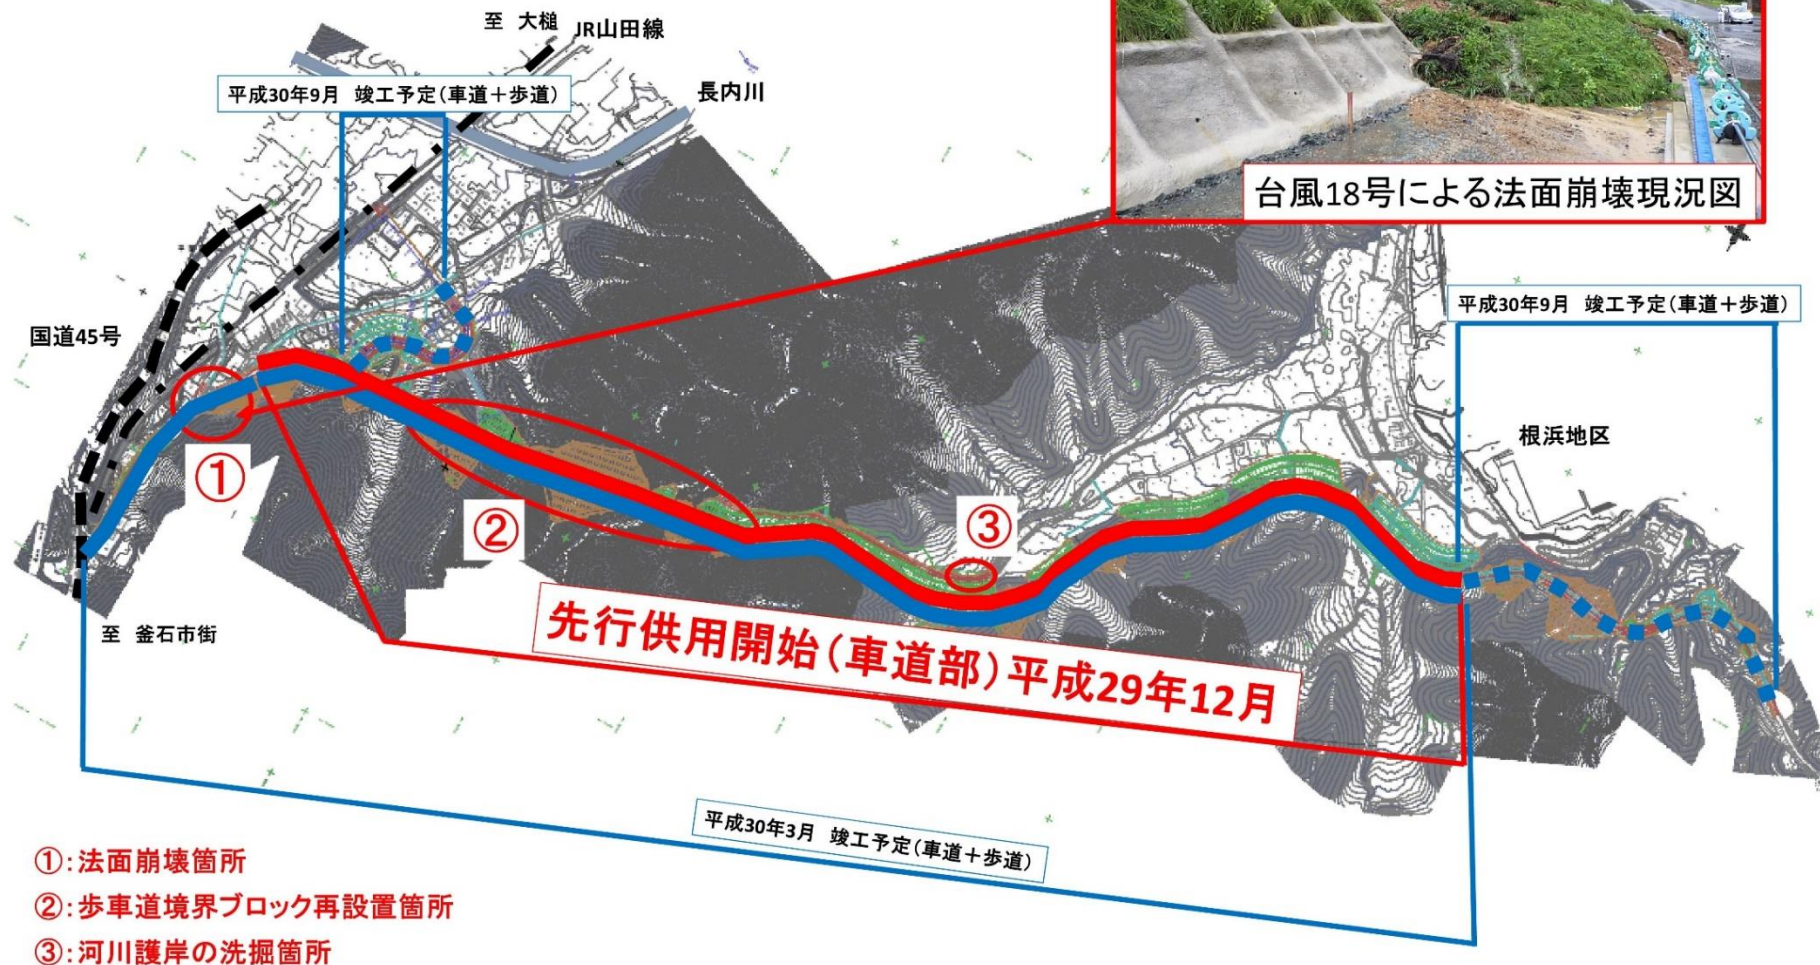 至 大槌
JR山田線
平成30年9月 竣工予定(車道+歩道)
長内川
台風18号による法面崩壊現況図
国道45号
平成30年9月 竣工予定(車道+歩道)
根浜地区
①
②
③
至 釜石市街
先行供用開始(車道部)平成29年12月
平成30年3月 竣工予定(車道+歩道)
①:法面崩壊箇所
②:歩車道境界ブロック再設置箇所
③:河川護岸の洗掘箇所